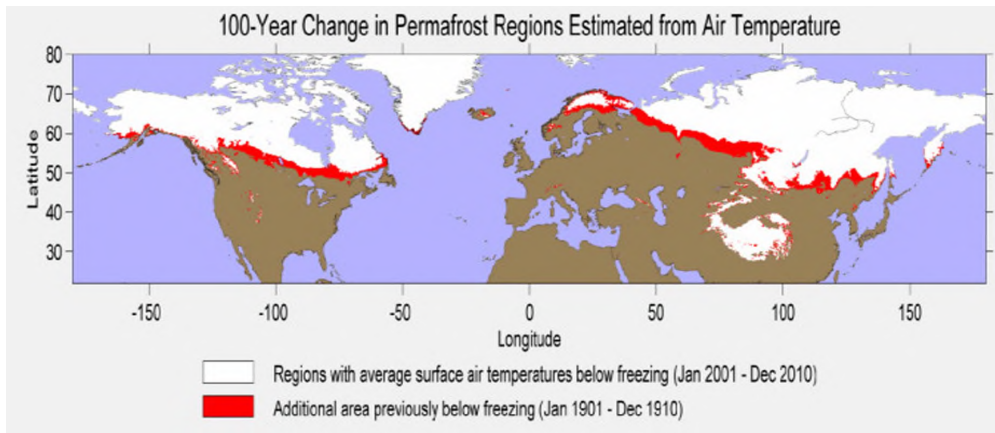 100-Year Change in Permafrost Regions Estimated from Air Temperature
80
70
60
50
40
30
Latitude
-150 -100 -50 0 50 100 150
Longitude
Regions with average surface air temperatures below freezing (Jan 2001 - Dec 2010)
Additional area previously below freezing (Jan 1901 - Dec 1910)